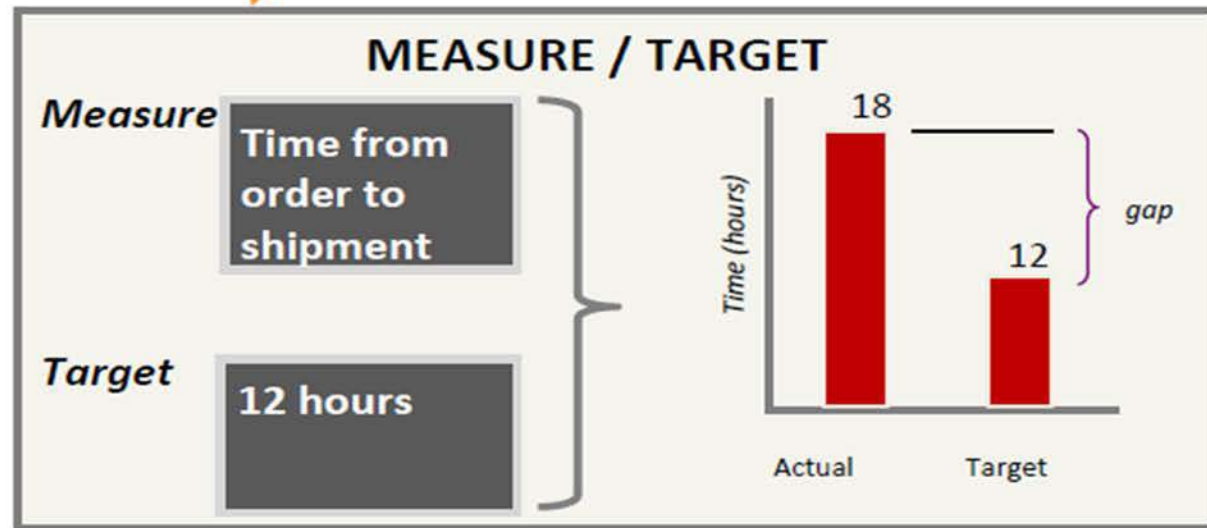 MEASURE / TARGET
Measure
Time from
order to
shipment
Target
12 hours
Time (hours)
18
12
gap
Actual
Target